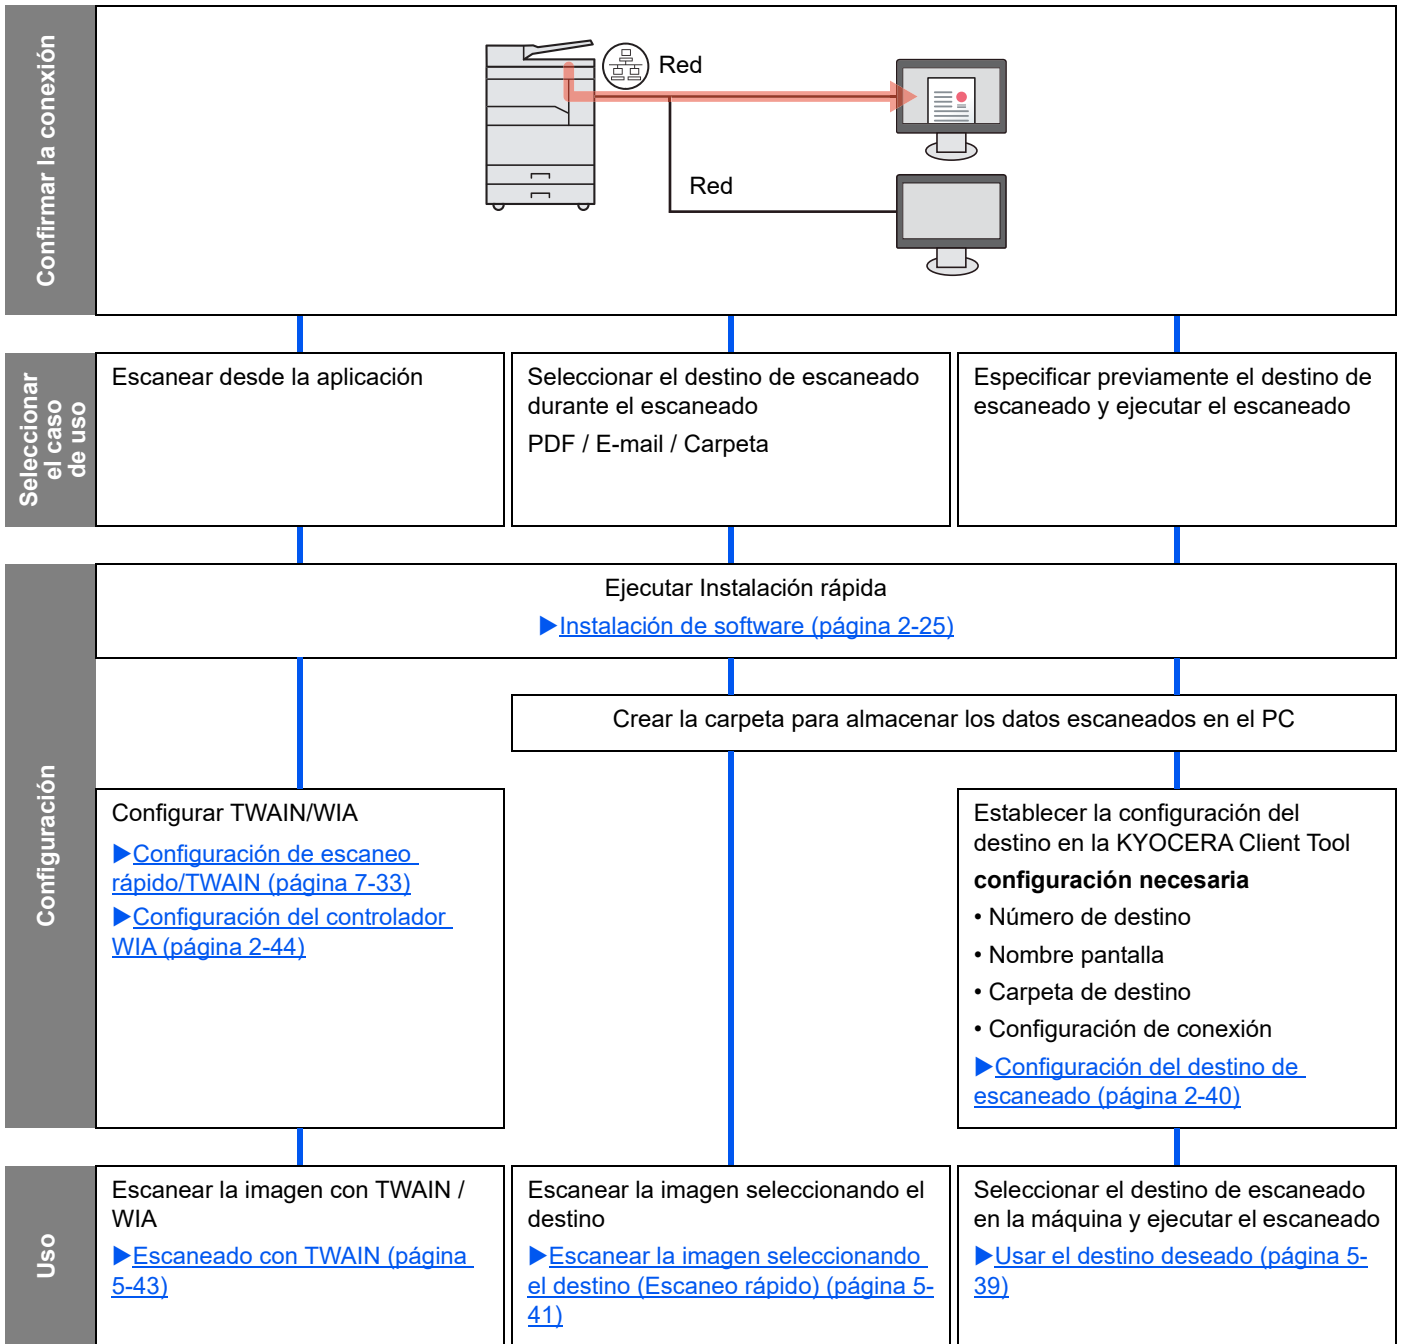 Confirmar la conexión
Red
Red
Seleccionar
el caso
de uso
Escanear desde la aplicación
Seleccionar el destino de escaneado
durante el escaneado
PDF / E-mail / Carpeta
Especificar previamente el destino de
escaneado y ejecutar el escaneado
Configuración
Ejecutar Instalación rápida
▶Instalación de software (página 2-25)
Crear la carpeta para almacenar los datos escaneados en el PC
Configurar TWAIN/WIA
▶Configuración de escaneo
rápido/TWAIN (página 7-33)
▶Configuración del controlador
WIA (página 2-44)
Establecer la configuración del
destino en la KYOCERA Client Tool
configuración necesaria
• Número de destino
• Nombre pantalla
• Carpeta de destino
• Configuración de conexión
▶Configuración del destino de
escaneado (página 2-40)
Uso
Escanear la imagen con TWAIN /
WIA
▶Escaneado con TWAIN (página
5-43)
Escanear la imagen seleccionando el
destino
▶Escanear la imagen seleccionando
el destino (Escaneo rápido) (página 5-
41)
Seleccionar el destino de escaneado
en la máquina y ejecutar el escaneado
▶Usar el destino deseado (página 5-
39)